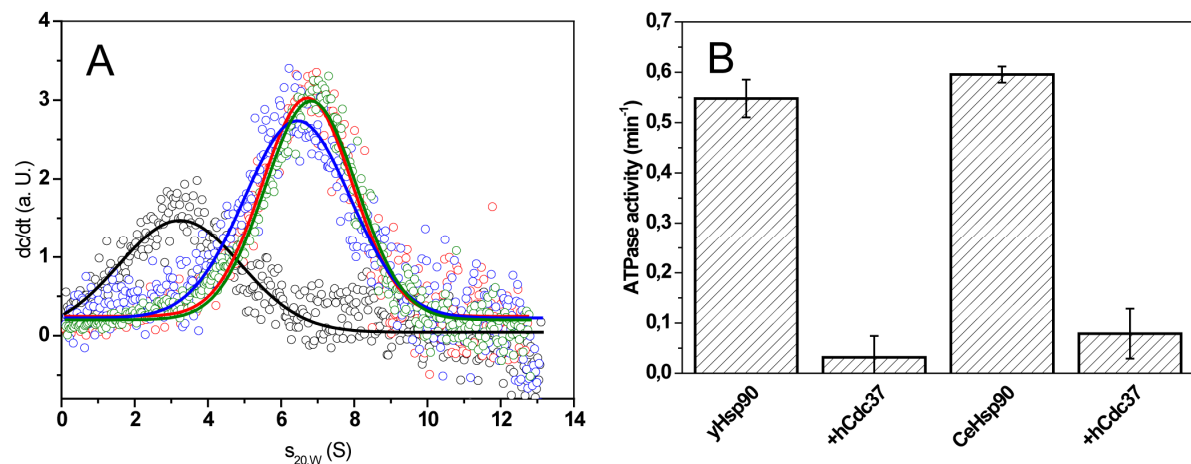 A
dc/dt (a. U.)
4
3
2
1
0
0 2 4 6 8 10 12 14
s20,W (S)
B
ATPase activity (min-1)
0,7
0,6
0,5
0,4
0,3
0,2
0,1
0,0
yHsp90
+hCdc37
CeHsp90
+hCdc37